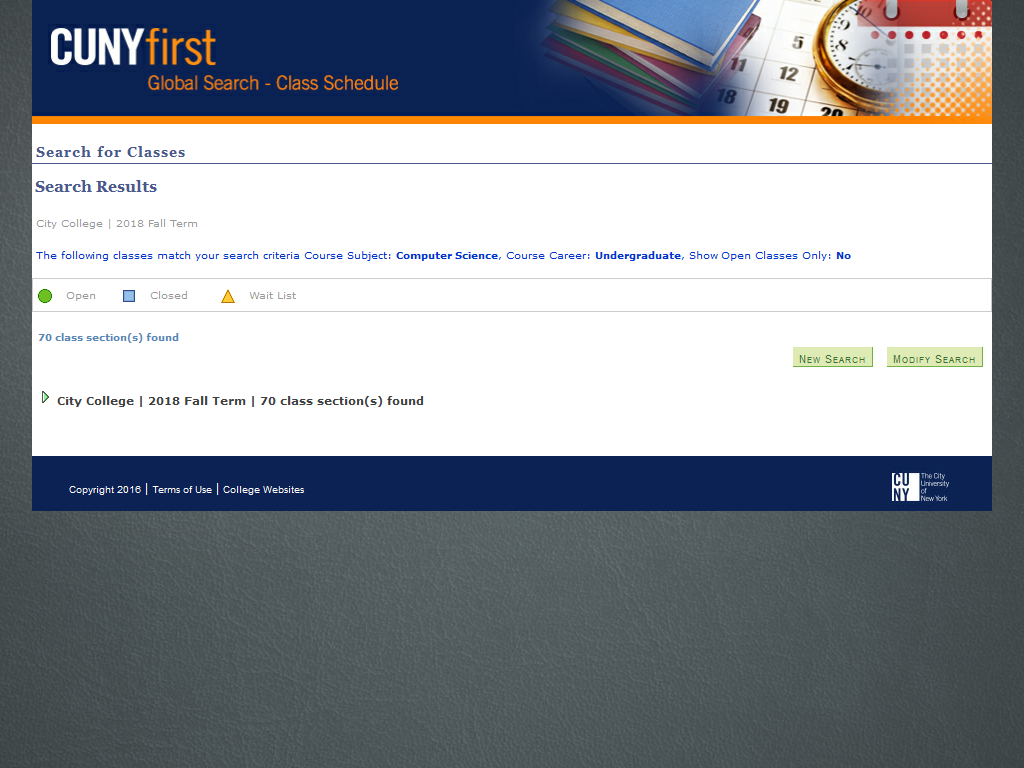 CUNYfirst
Global Search - Class Schedule
5
11 12
18 19 20
Search for Classes
Search Results
City College | 2018 Fall Term
The following classes match your search criteria Course Subject: Computer Science, Course Career: Undergraduate, Show Open Classes Only: No
Open Closed Wait List
70 class section(s) found
New Search Modify Search
City College | 2018 Fall Term | 70 class section(s) found
Copyright 2016 | Terms of Use | College Websites
CU
NY
The City
University
of
New York